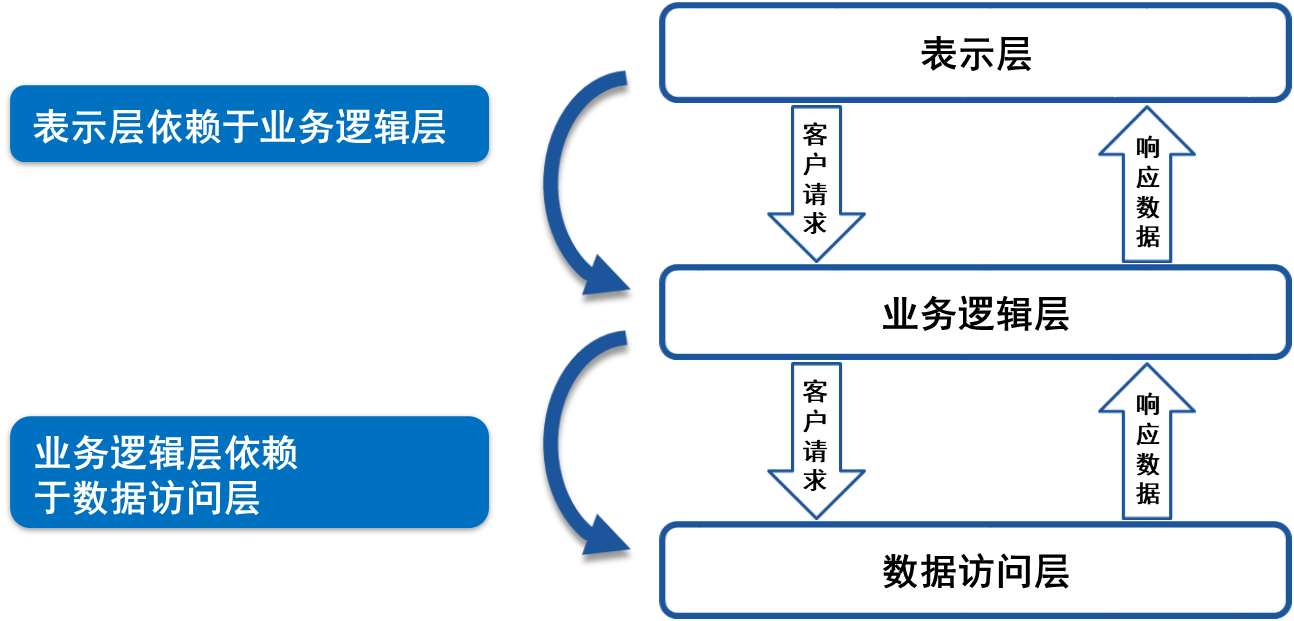 表示层
表示层依赖于业务逻辑层
客户请求
响应数据
业务逻辑层
客户请求
响应数据
业务逻辑层依赖
于数据访问层
数据访问层